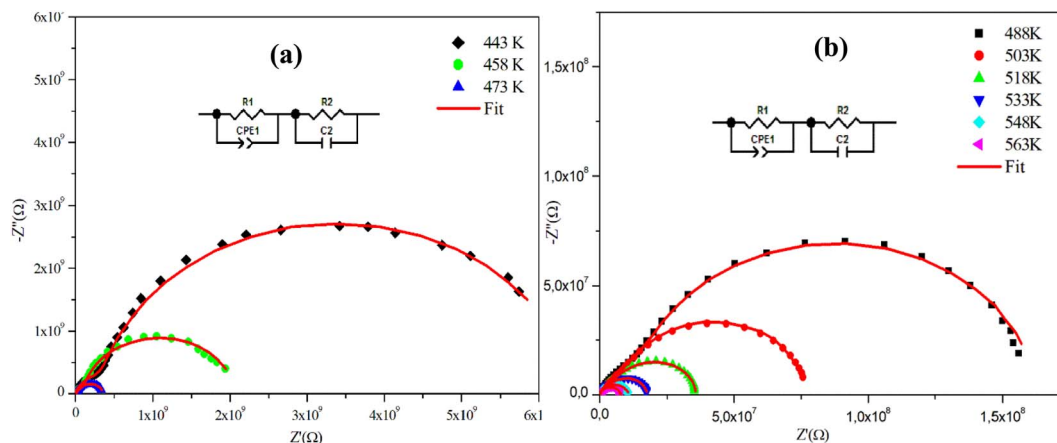 (a)
443 K
458 K
473 K
Fit
R1
R2
CPE1
C2
-Z''(Ω)
6x10
5x10⁹
4x10⁹
3x10⁹
2x10⁹
1x10⁹
0
0
1x10⁹
2x10⁹
3x10⁹
4x10⁹
5x10⁹
6x1
Z'(Ω)
(b)
488K
503K
518K
533K
548K
563K
Fit
R1
R2
CPE1
C2
-Z''(Ω)
1,5x10⁸
1,0x10⁸
5,0x10⁷
0,0
0,0
5,0x10⁷
1,0x10⁸
1,5x10⁸
Z'(Ω)